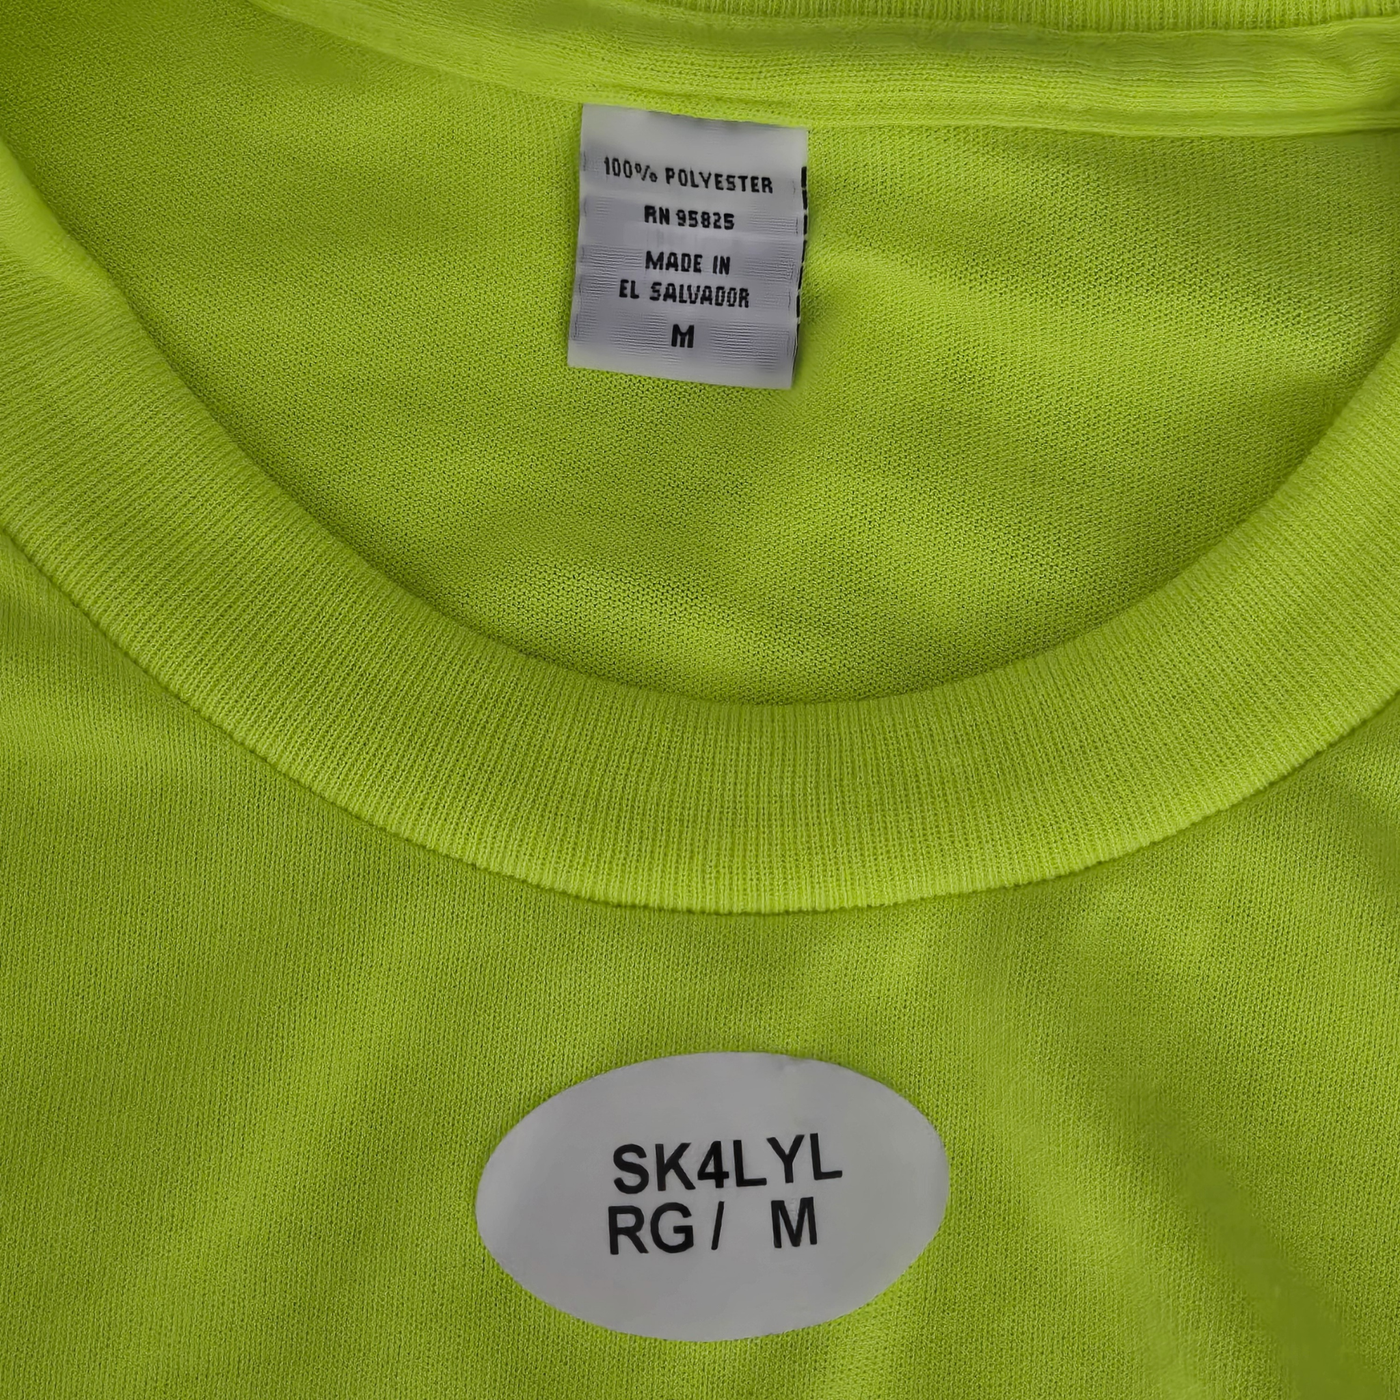 100% POLYESTER
RN 95825
MADE IN
EL SALVADOR
M
SK4LYL
RG / M